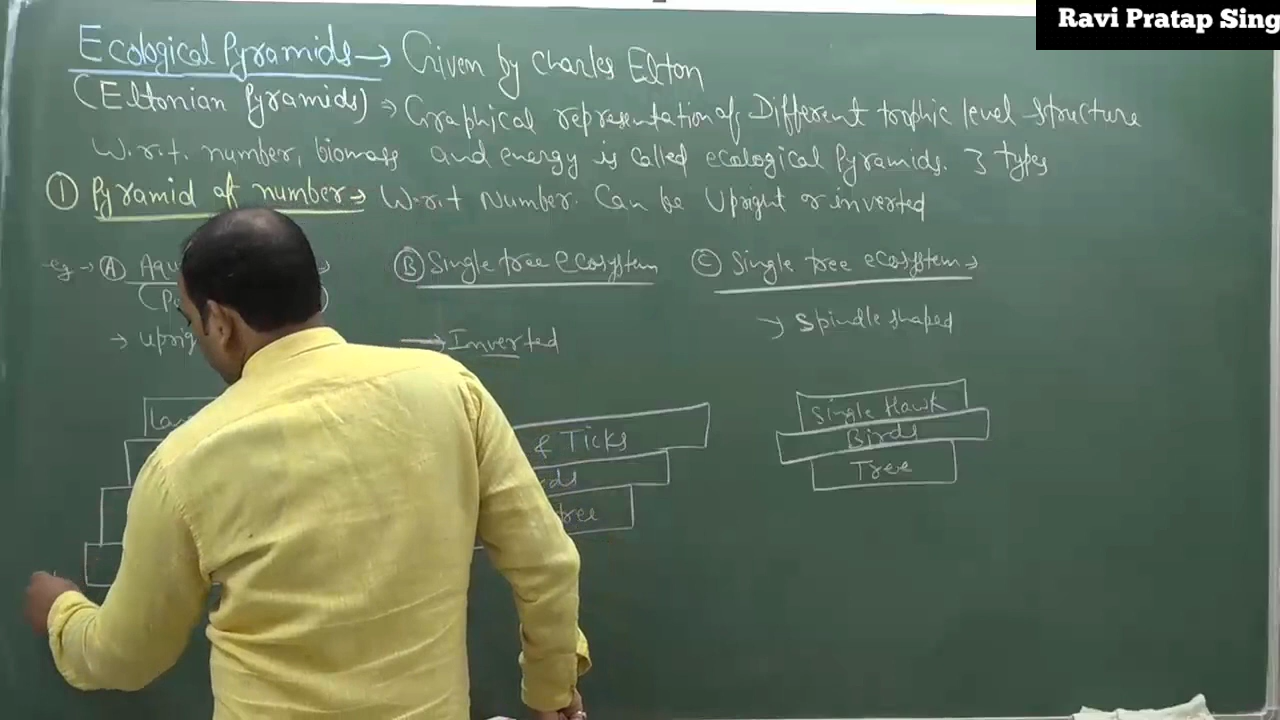 Ravi Pratap Sing
Ecological Pyramids → Given by Charles Elton
(Eltonian Pyramids) → Graphical representation of Different trophic level structure
W.r.t. number, biomass and energy is called ecological Pyramids. 3 types
① Pyramid of number → W.r.t Number. Can be Upright or inverted
eg → Ⓐ
Ⓑ Single tree ecosystem
Ⓒ Single tree ecosystem →
→ Inverted
→ Spindle shaped
& Ticks
Single Hawk
Birds
Tree